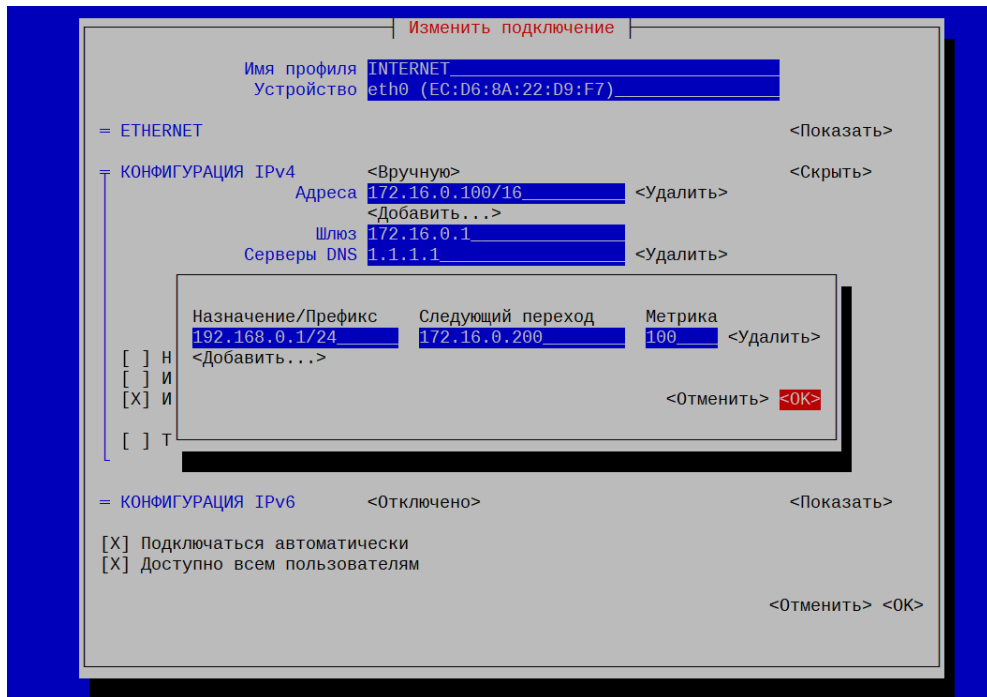 Изменить подключение
Имя профиля INTERNET
Устройство eth0 (EC:D6:8A:22:D9:F7)
= ETHERNET <Показать>
КОНФИГУРАЦИЯ IPv4 <Вручную> <Скрыть>
Адреса 172.16.0.100/16 <Удалить>
<Добавить...>
Шлюз 172.16.0.1
Серверы DNS 1.1.1.1 <Удалить>
Назначение/Префикс Следующий переход Метрика
192.168.0.1/24 172.16.0.200 100 <Удалить>
[ ] Н <Добавить...>
[ ] И
[X] И <Отменить> <OK>
[ ] Т
= КОНФИГУРАЦИЯ IPv6 <Отключено> <Показать>
[X] Подключаться автоматически
[X] Доступно всем пользователям
<Отменить> <OK>